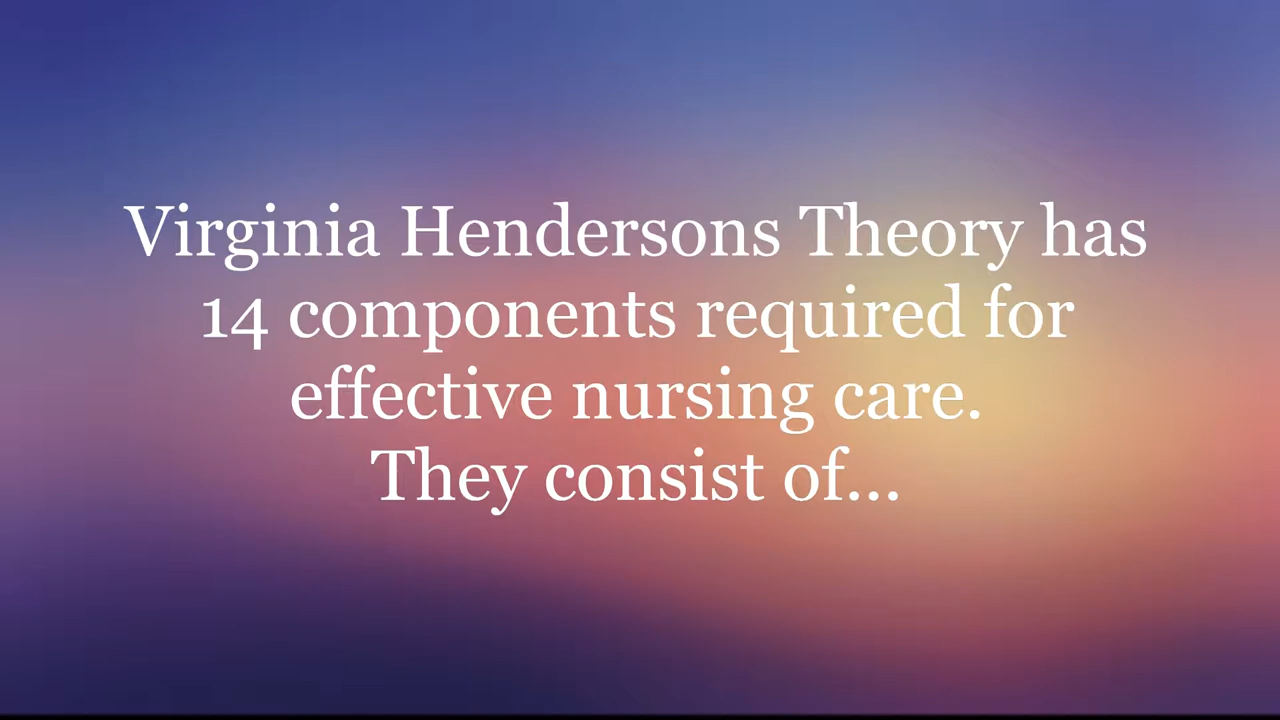 Virginia Hendersons Theory has
14 components required for
effective nursing care.
They consist of...